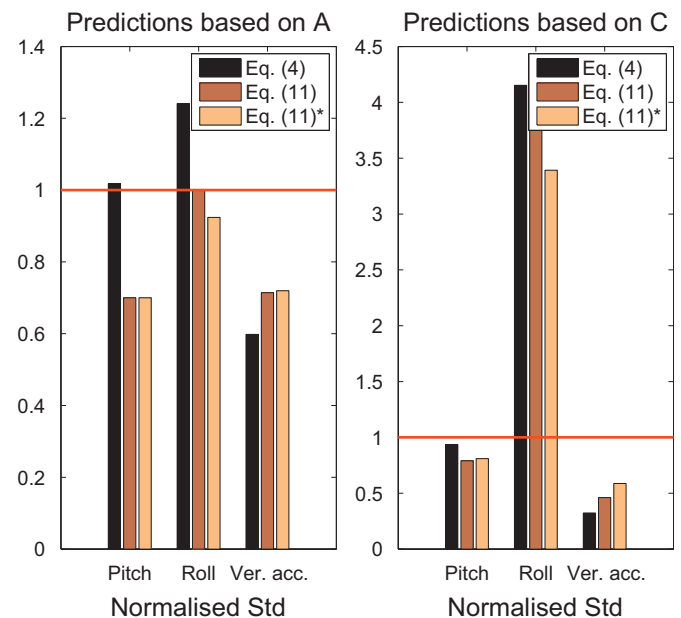 Predictions based on A
1.4
1.2
1
0.8
0.6
0.4
0.2
0
Eq. (4)
Eq. (11)
Eq. (11)*
Pitch Roll Ver. acc.
Normalised Std
Predictions based on C
4.5
4
3.5
3
2.5
2
1.5
1
0.5
0
Eq. (4)
Eq. (11)
Eq. (11)*
Pitch Roll Ver. acc.
Normalised Std